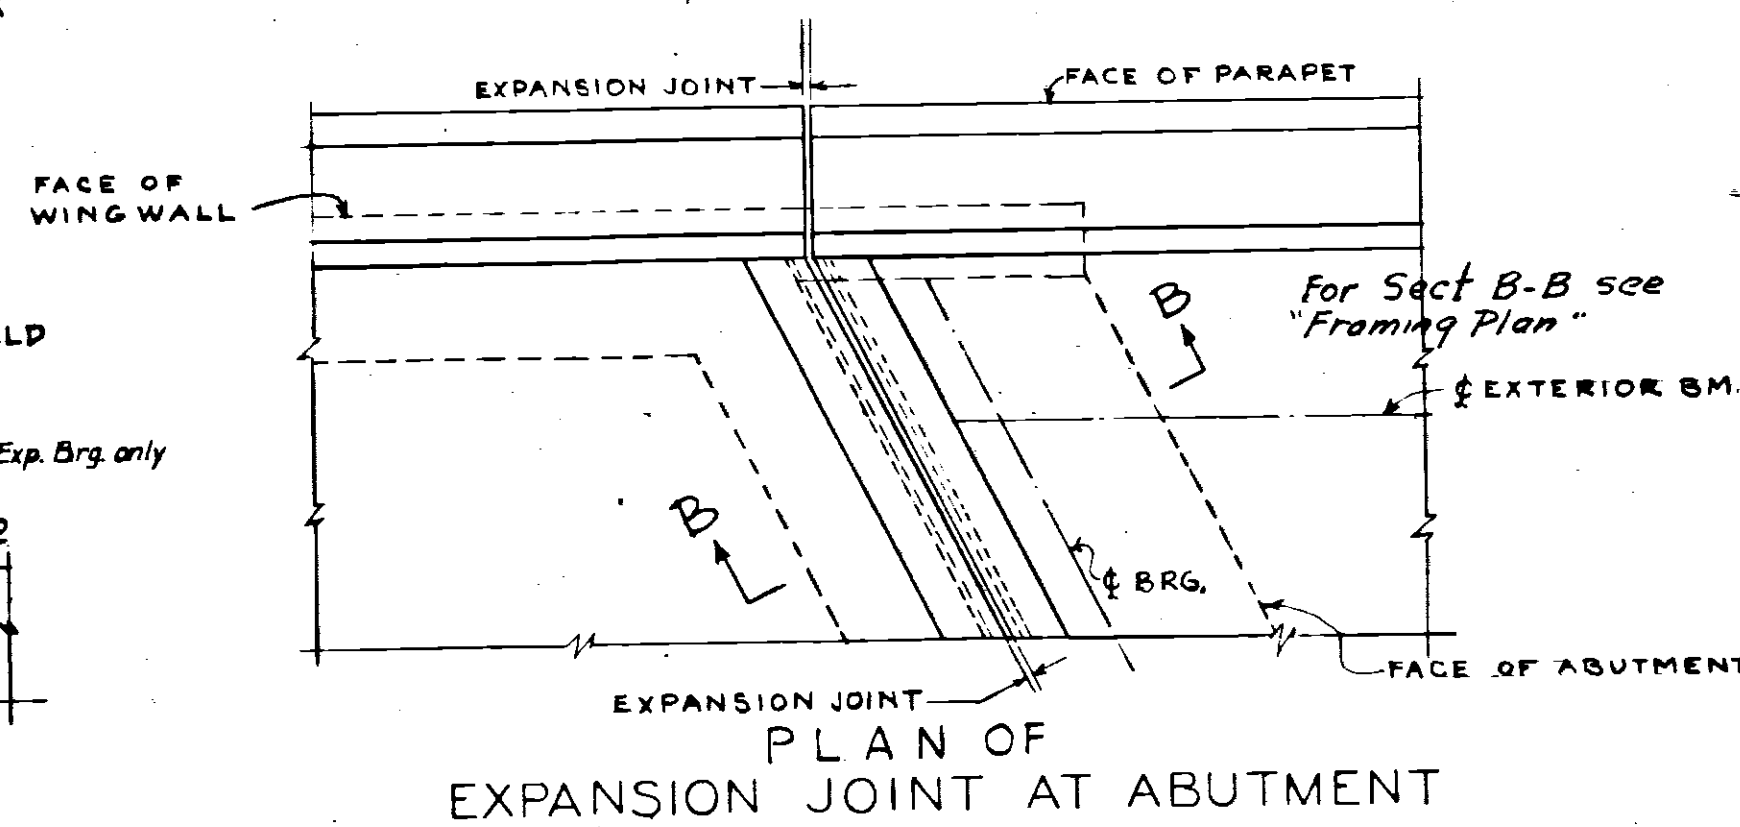 EXPANSION JOINT
FACE OF PARAPET
FACE OF
WINGWALL
B
For Sect B-B see
"Framing Plan"
LD
℄ EXTERIOR BM.
Exp. Brg. only
B
℄ BRG.
FACE OF ABUTMENT
EXPANSION JOINT
PLAN OF
EXPANSION JOINT AT ABUTMENT